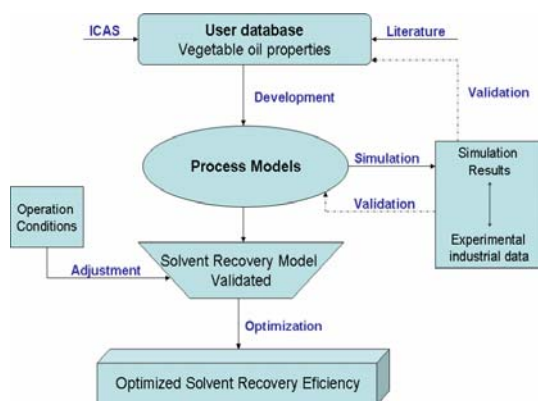 User database
Vegetable oil properties
ICAS
Literature
Development
Validation
Process Models
Simulation
Validation
Simulation
Results
Experimental
industrial data
Operation
Conditions
Adjustment
Solvent Recovery Model
Validated
Optimization
Optimized Solvent Recovery Eficiency